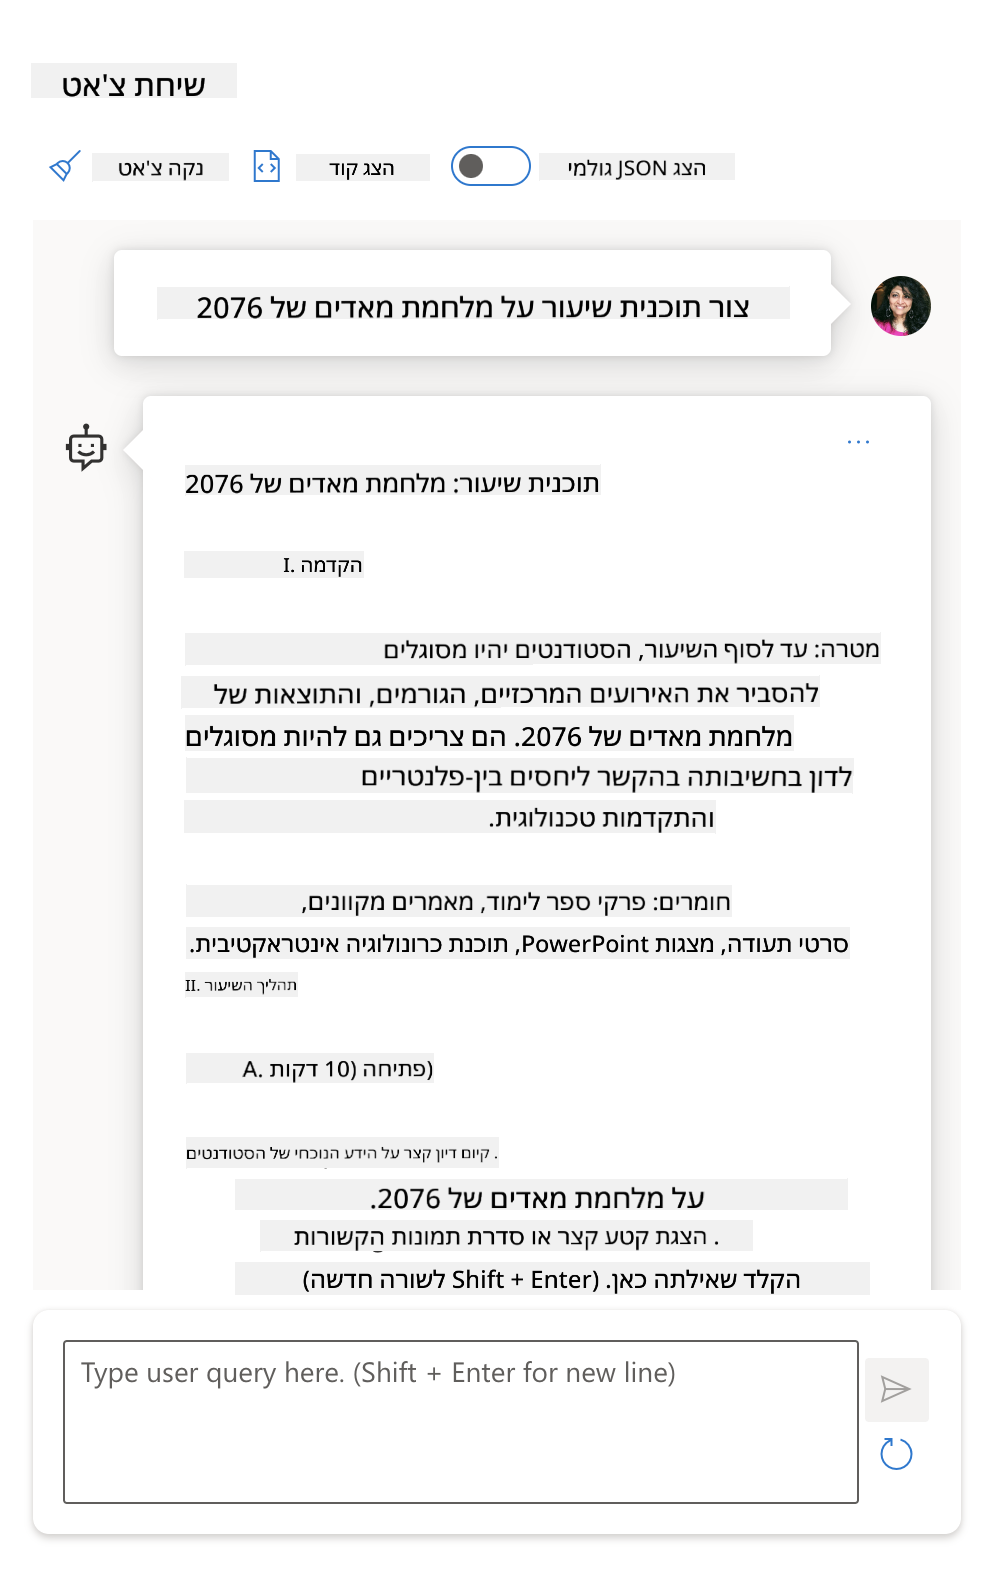 שיחת צ'אט
נקה צ'אט
הצג קוד
הצג JSON גולמי
צור תוכנית שיעור על מלחמת מאדים של 2076
תוכנית שיעור: מלחמת מאדים של 2076
I. הקדמה
מטרה: עד לסוף השיעור, הסטודנטים יהיו מסוגלים
להסביר את האירועים המרכזיים, הגורמים, והתוצאות של
מלחמת מאדים של 2076. הם צריכים גם להיות מסוגלים
לדון בחשיבותה בהקשר ליחסים בין-פלנטריים
והתקדמות טכנולוגית.
חומרים: פרקי ספר לימוד, מאמרים מקוונים,
סרטי תעודה, מצגות PowerPoint, תוכנת כרונולוגיה אינטראקטיבית.
II. תהליך השיעור
A. פתיחה (10 דקות)
. קיום דיון קצר על הידע הנוכחי של הסטודנטים
על מלחמת מאדים של 2076.
. הצגת קטע קצר או סדרת תמונות הקשורות
הקלד שאילתה כאן. (Shift + Enter לשורה חדשה)
Type user query here. (Shift + Enter for new line)